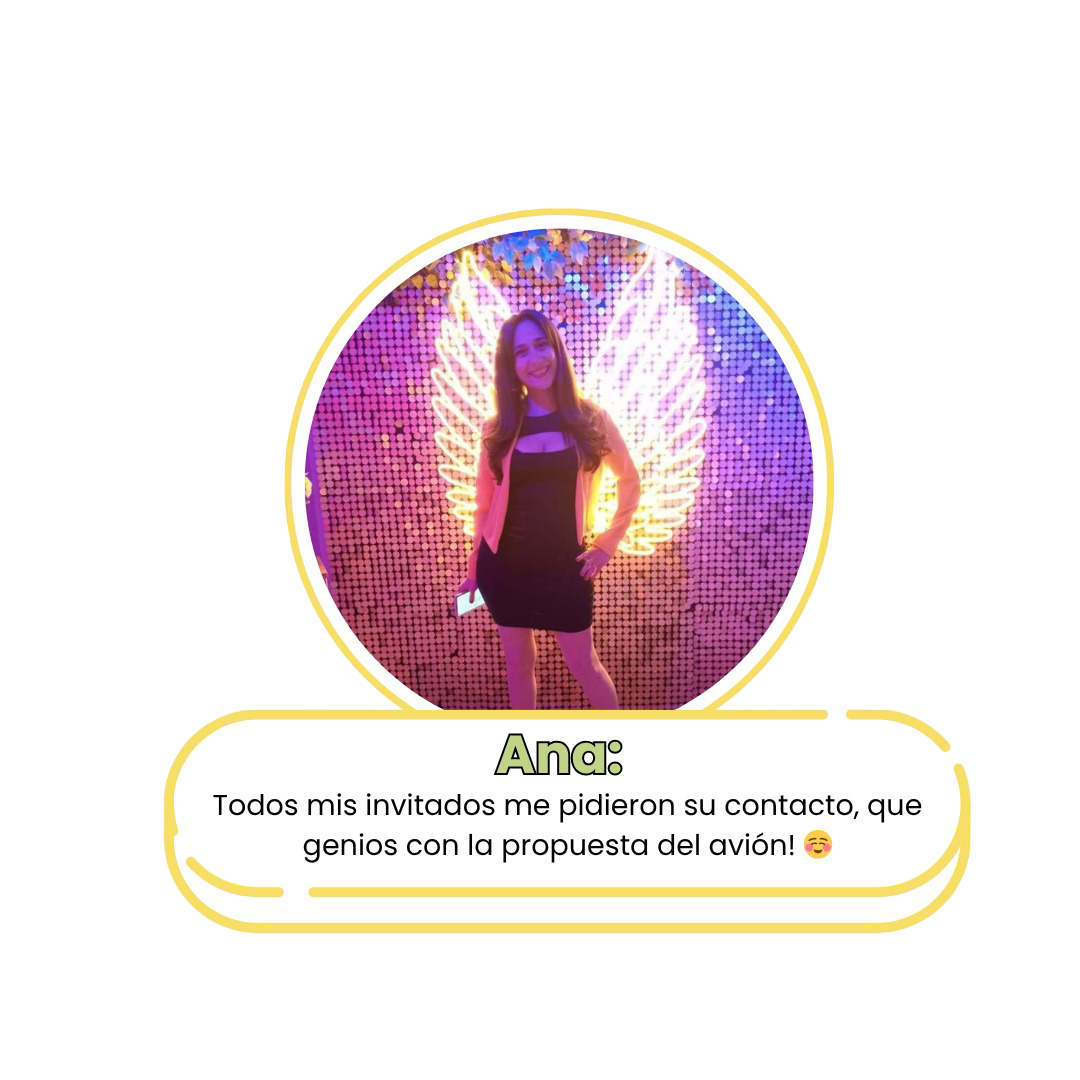 Ana:
Todos mis invitados me pidieron su contacto, que
genios con la propuesta del avión! ☺️